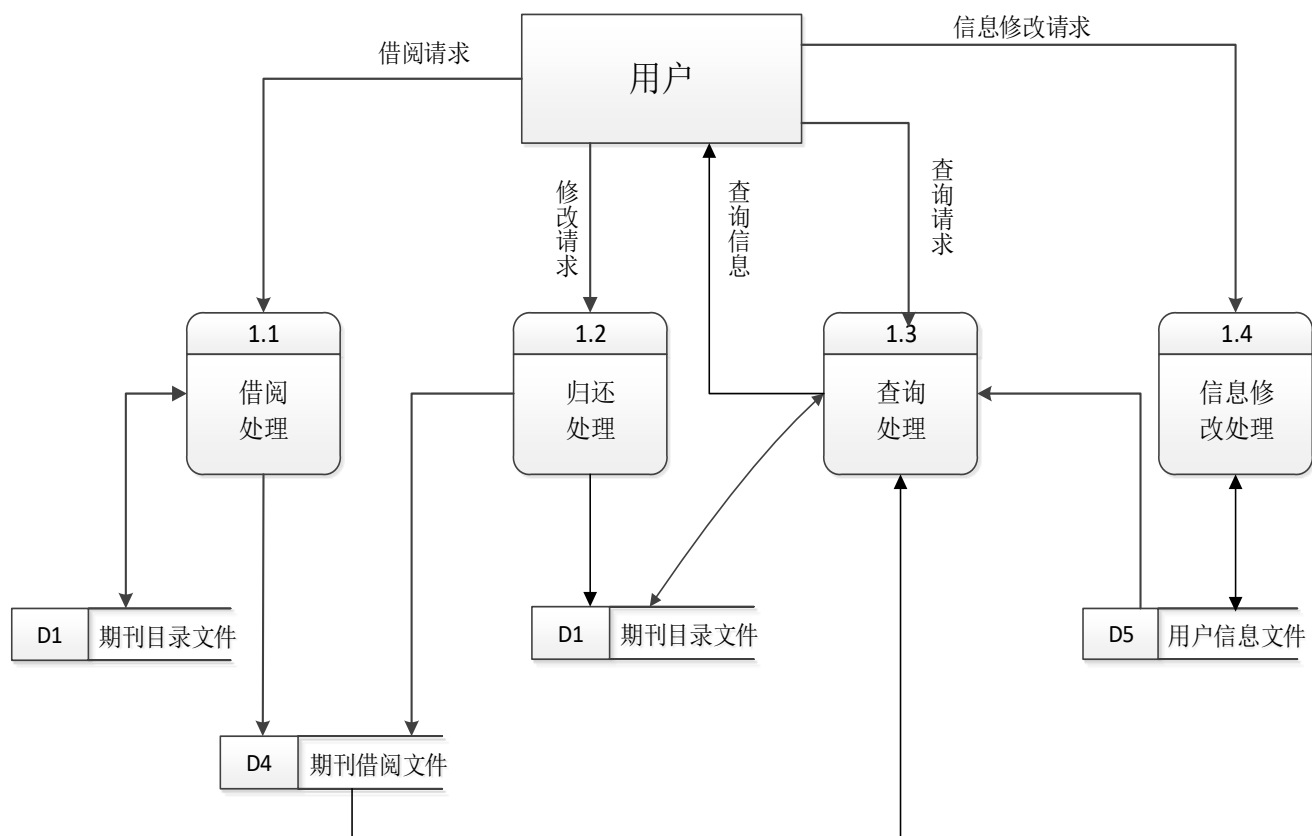 用户
借阅请求
信息修改请求
修改请求
查询信息
查询请求
1.1
借阅
处理
1.2
归还
处理
1.3
查询
处理
1.4
信息修
改处理
D1
期刊目录文件
D1
期刊目录文件
D5
用户信息文件
D4
期刊借阅文件